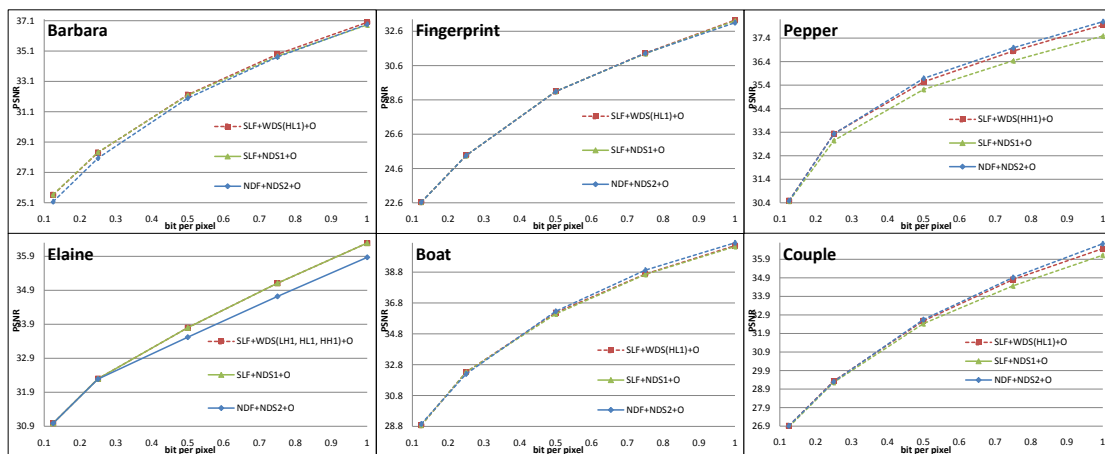 Barbara
PSNR
37.1
35.1
33.1
31.1
29.1
27.1
25.1
0.1 0.2 0.3 0.4 0.5 0.6 0.7 0.8 0.9 1
bit per pixel
SLF+WDS(HL1)+O
SLF+NDS1+O
NDF+NDS2+O
Fingerprint
PSNR
32.6
30.6
28.6
26.6
24.6
22.6
0.1 0.2 0.3 0.4 0.5 0.6 0.7 0.8 0.9 1
bit per pixel
SLF+WDS(HL1)+O
SLF+NDS1+O
NDF+NDS2+O
Pepper
PSNR
37.4
36.4
35.4
34.4
33.4
32.4
31.4
30.4
0.1 0.2 0.3 0.4 0.5 0.6 0.7 0.8 0.9 1
bit per pixel
SLF+WDS(HH1)+O
SLF+NDS1+O
NDF+NDS2+O
Elaine
PSNR
35.9
34.9
33.9
32.9
31.9
30.9
0.1 0.2 0.3 0.4 0.5 0.6 0.7 0.8 0.9 1
bit per pixel
SLF+WDS(LH1, HL1, HH1)+O
SLF+NDS1+O
NDF+NDS2+O
Boat
PSNR
38.8
36.8
34.8
32.8
30.8
28.8
0.1 0.2 0.3 0.4 0.5 0.6 0.7 0.8 0.9 1
bit per pixel
SLF+WDS(HL1)+O
SLF+NDS1+O
NDF+NDS2+O
Couple
PSNR
35.9
34.9
33.9
32.9
31.9
30.9
29.9
28.9
27.9
26.9
0.1 0.2 0.3 0.4 0.5 0.6 0.7 0.8 0.9 1
bit per pixel
SLF+WDS(HL1)+O
SLF+NDS1+O
NDF+NDS2+O